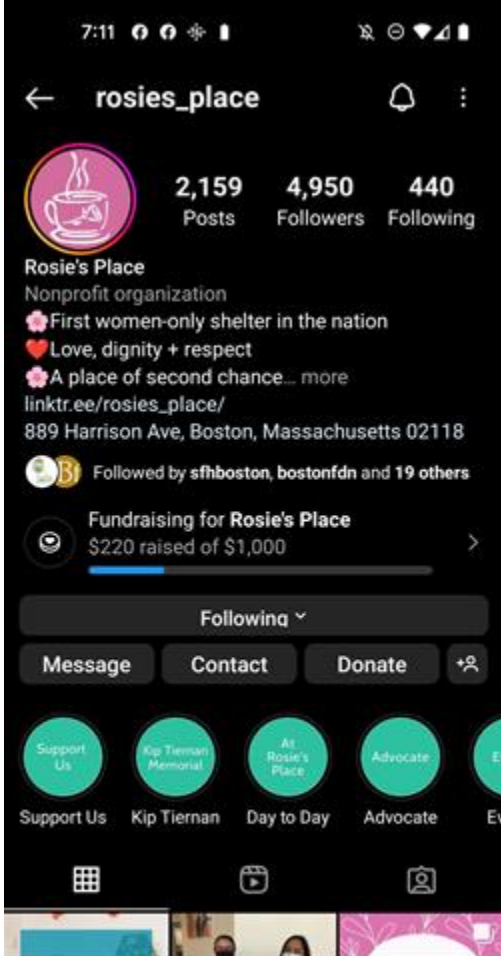 7:11
rosies_place
2,159 4,950 440
Posts Followers Following
Rosie's Place
Nonprofit organization
🌸First women-only shelter in the nation
❤️Love, dignity + respect
🌸A place of second chance... more
linktr.ee/rosies_place/
889 Harrison Ave, Boston, Massachusetts 02118
Followed by sfhboston, bostonfdn and 19 others
Fundraising for Rosie's Place
$220 raised of $1,000
Following
Message Contact Donate
Support Us
Kip Tiernan Memorial
At Rosie's Place
Advocate
Support Us Kip Tiernan Day to Day Advocate Ev